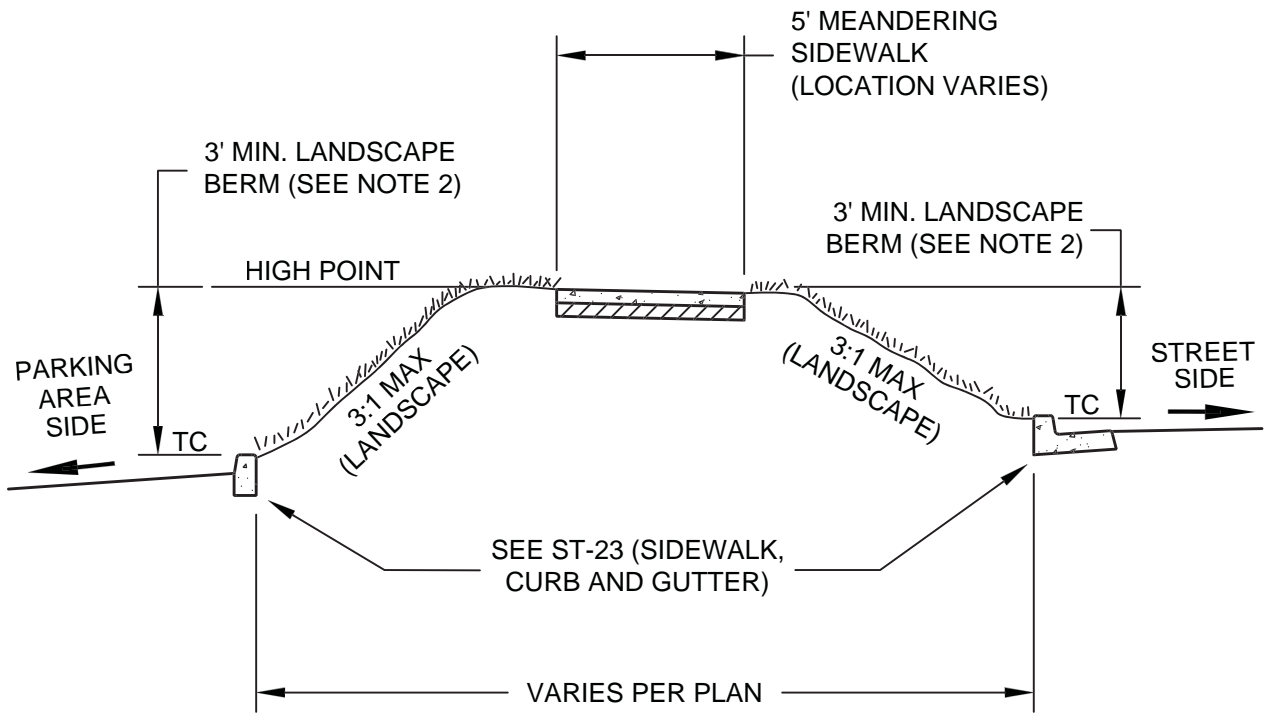 5' MEANDERING
SIDEWALK
(LOCATION VARIES)
3' MIN. LANDSCAPE
BERM (SEE NOTE 2)
3' MIN. LANDSCAPE
BERM (SEE NOTE 2)
HIGH POINT
PARKING
AREA
SIDE
TC
3:1 MAX
(LANDSCAPE)
3:1 MAX
(LANDSCAPE)
TC
STREET
SIDE
SEE ST-23 (SIDEWALK,
CURB AND GUTTER)
VARIES PER PLAN